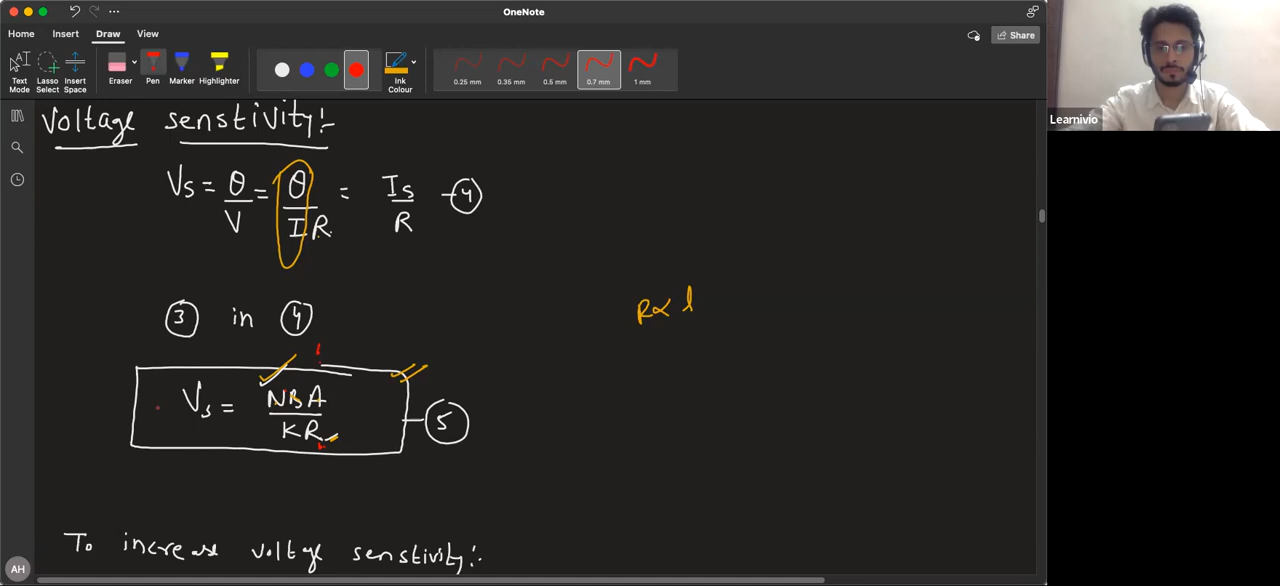 OneNote
Home Insert Draw View
Share
Text Mode
Lasso Select
Insert Space
Eraser
Pen
Marker
Highlighter
Ink Colour
0.25 mm 0.35 mm 0.5 mm 0.7 mm 1 mm
Learnivio
Voltage senstivity:-
Vs = θ/V = θ/IR = Is/R -④
③ in ④
R∝ l
Vs = NBA/KR -⑤
To increase voltage senstivity:-
AH